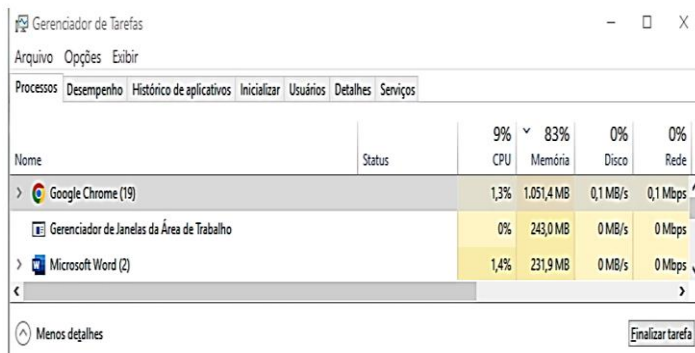 Gerenciador de Tarefas
Arquivo Opções Exibir
Processos Desempenho Histórico de aplicativos Inicializar Usuários Detalhes Serviços
9% 83% 0% 0%
Nome Status CPU Memória Disco Rede
Google Chrome (19) 1,3% 1.051,4 MB 0,1 MB/s 0,1 Mbps
Gerenciador de Janelas da Área de Trabalho 0% 243,0 MB 0 MB/s 0 Mbps
Microsoft Word (2) 1,4% 231,9 MB 0 MB/s 0 Mbps
Menos detalhes Finalizar tarefa